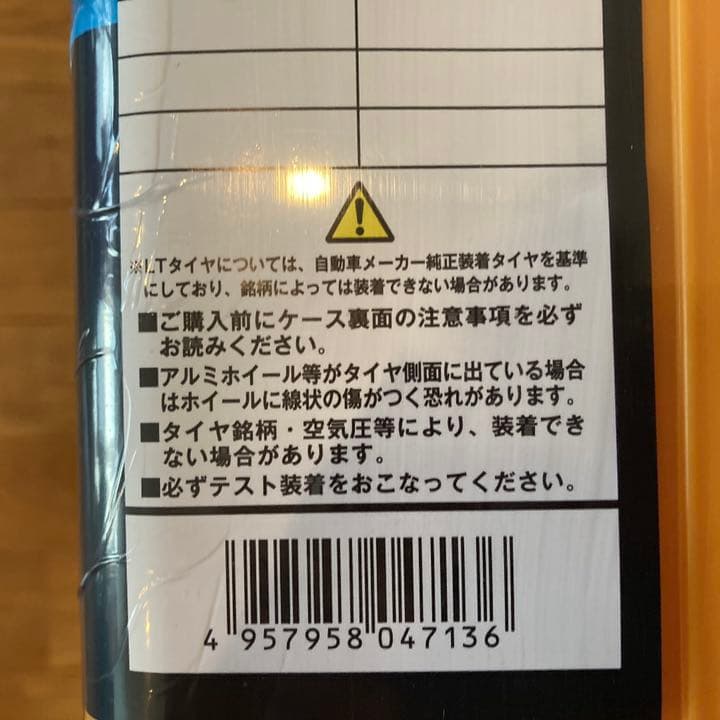 ※LTタイヤについては、自動車メーカー純正装着タイヤを基準
にしており、銘柄によっては装着できない場合があります。
■ご購入前にケース裏面の注意事項を必ず
お読みください。
■アルミホイール等がタイヤ側面に出ている場合
はホイールに線状の傷がつく恐れがあります。
■タイヤ銘柄・空気圧等により、装着でき
ない場合があります。
■必ずテスト装着をおこなってください。
4 957958 047136